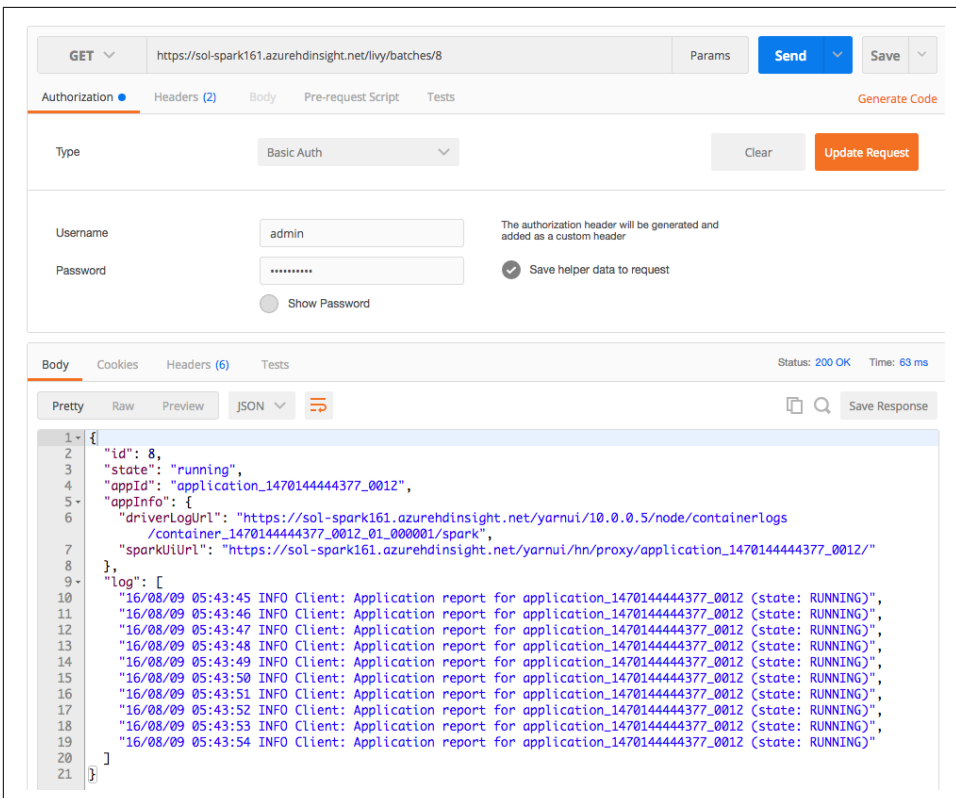 GET https://sol-spark161.azurehdinsight.net/livy/batches/8 Params Send Save
Authorization Headers (2) Body Pre-request Script Tests Generate Code
Type Basic Auth Clear Update Request
Username admin The authorization header will be generated and
added as a custom header
Password •••••••••• Save helper data to request
Show Password
Body Cookies Headers (6) Tests Status: 200 OK Time: 63 ms
Pretty Raw Preview JSON Save Response
1 {
2 "id": 8,
3 "state": "running",
4 "appId": "application_1470144444377_0012",
5 "appInfo": {
6 "driverLogUrl": "https://sol-spark161.azurehdinsight.net/yarnui/10.0.0.5/node/containerlogs
/container_1470144444377_0012_01_000001/spark",
7 "sparkUiUrl": "https://sol-spark161.azurehdinsight.net/yarnui/hn/proxy/application_1470144444377_0012/"
8 },
9 "log": [
10 "16/08/09 05:43:45 INFO Client: Application report for application_1470144444377_0012 (state: RUNNING)",
11 "16/08/09 05:43:46 INFO Client: Application report for application_1470144444377_0012 (state: RUNNING)",
12 "16/08/09 05:43:47 INFO Client: Application report for application_1470144444377_0012 (state: RUNNING)",
13 "16/08/09 05:43:48 INFO Client: Application report for application_1470144444377_0012 (state: RUNNING)",
14 "16/08/09 05:43:49 INFO Client: Application report for application_1470144444377_0012 (state: RUNNING)",
15 "16/08/09 05:43:50 INFO Client: Application report for application_1470144444377_0012 (state: RUNNING)",
16 "16/08/09 05:43:51 INFO Client: Application report for application_1470144444377_0012 (state: RUNNING)",
17 "16/08/09 05:43:52 INFO Client: Application report for application_1470144444377_0012 (state: RUNNING)",
18 "16/08/09 05:43:53 INFO Client: Application report for application_1470144444377_0012 (state: RUNNING)",
19 "16/08/09 05:43:54 INFO Client: Application report for application_1470144444377_0012 (state: RUNNING)"
20 ]
21 }